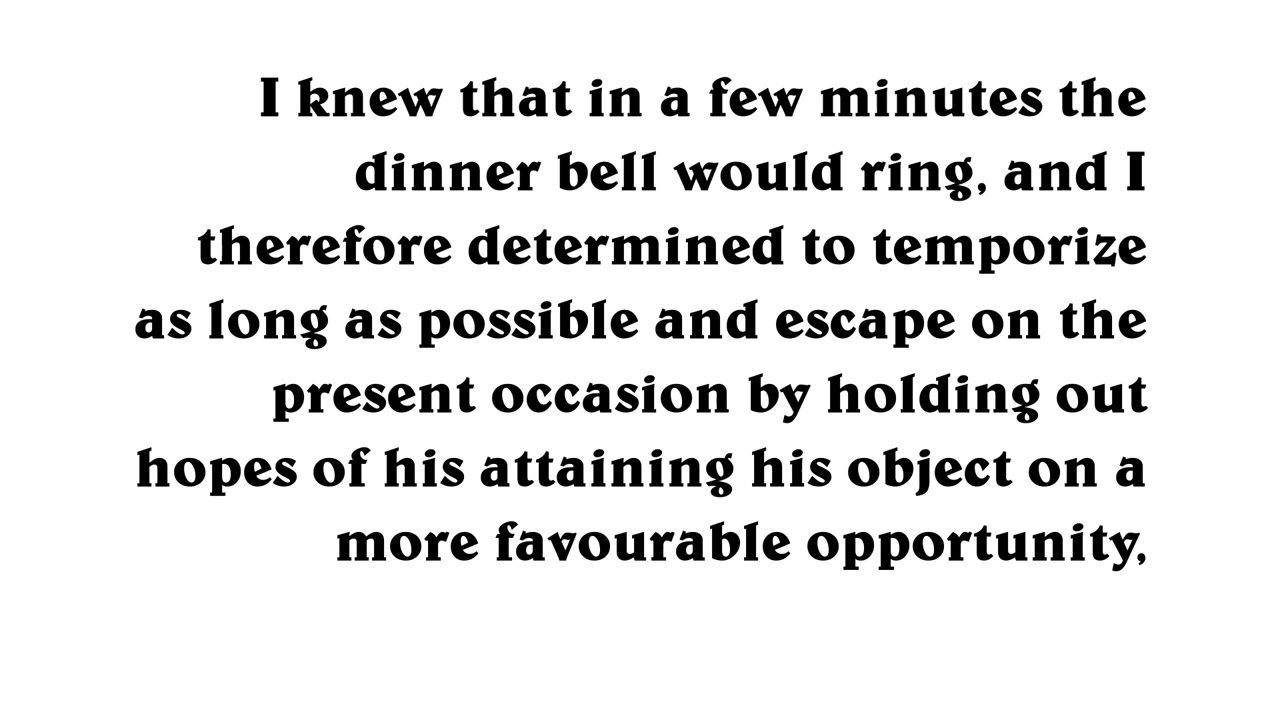 I knew that in a few minutes the
dinner bell would ring, and I
therefore determined to temporize
as long as possible and escape on the
present occasion by holding out
hopes of his attaining his object on a
more favourable opportunity,